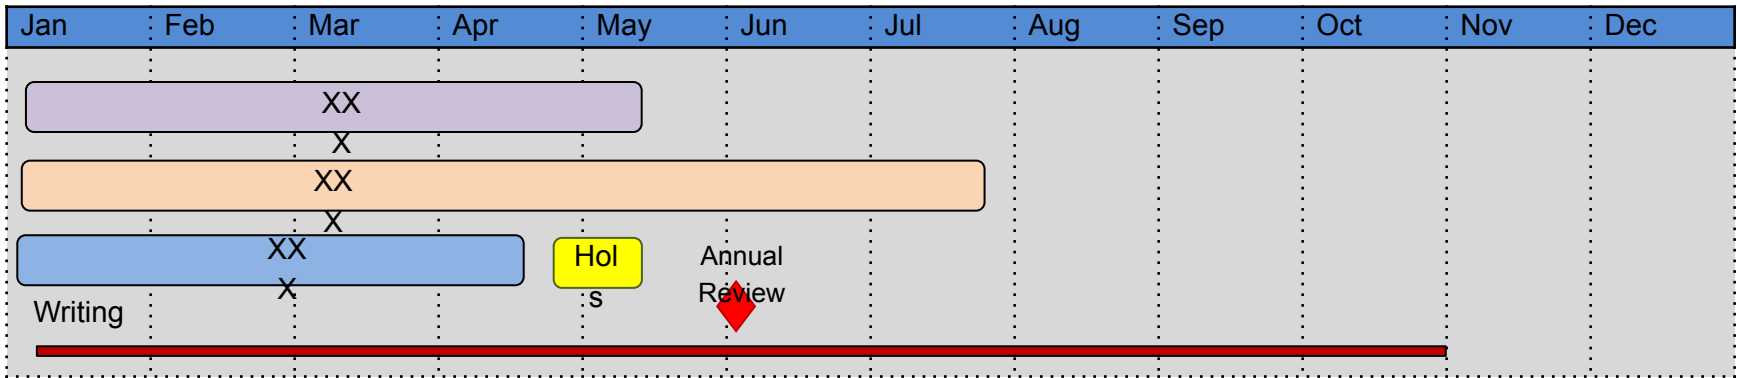 Jan Feb Mar Apr May Jun Jul Aug Sep Oct Nov Dec
XX
X
XX
X
XX
X
Hol
s
Annual
Review
Writing